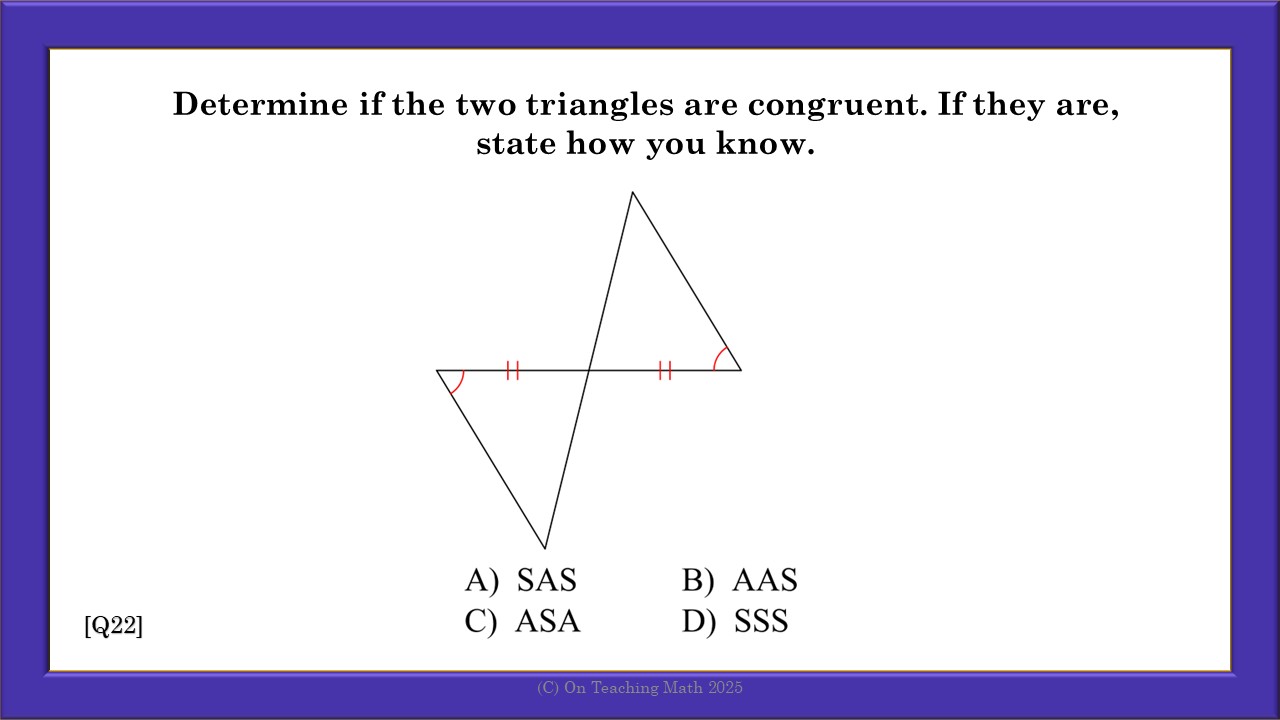 Determine if the two triangles are congruent. If they are,
state how you know.
A) SAS B) AAS
C) ASA D) SSS
[Q22]
(C) On Teaching Math 2025